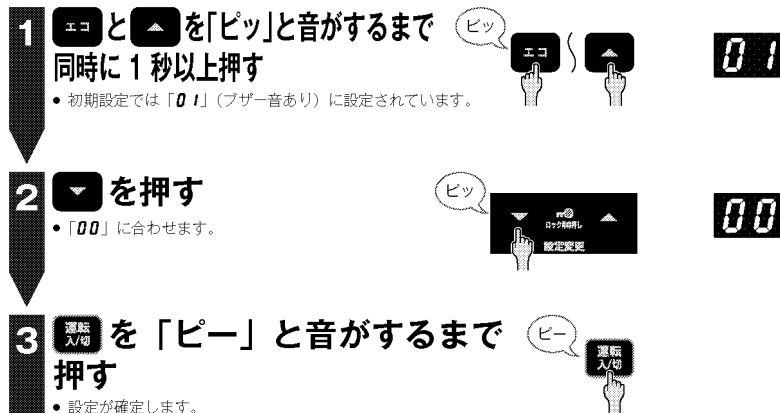 1 エコ と ▲ を「ピッ」と音がするまで
同時に 1 秒以上押す
• 初期設定では「01」(ブザー音あり) に設定されています。
ピッ
エコ ▲
01
2 ▼ を押す
• 「00」に合わせます。
ピッ
▼ ロック 同時押し ▲
設定変更
00
3 運転 入/切 を「ピー」と音がするまで
押す
• 設定が確定します。
ピー
運転
入/切